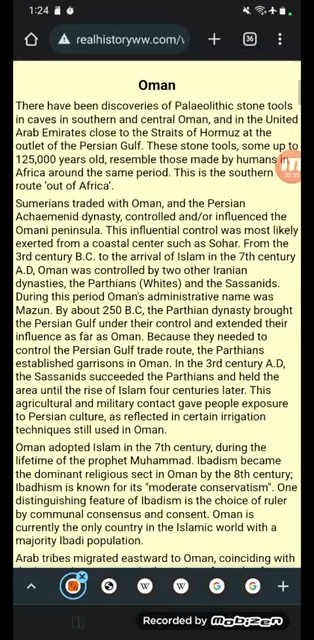 1:24
realhistoryww.com/v
36
Oman
There have been discoveries of Palaeolithic stone tools
in caves in southern and central Oman, and in the United
Arab Emirates close to the Straits of Hormuz at the
outlet of the Persian Gulf. These stone tools, some up to
125,000 years old, resemble those made by humans in
Africa around the same period. This is the southern
route 'out of Africa'.
Sumerians traded with Oman, and the Persian
Achaemenid dynasty, controlled and/or influenced the
Omani peninsula. This influential control was most likely
exerted from a coastal center such as Sohar. From the
3rd century B.C. to the arrival of Islam in the 7th century
A.D, Oman was controlled by two other Iranian
dynasties, the Parthians (Whites) and the Sassanids.
During this period Oman's administrative name was
Mazun. By about 250 B.C, the Parthian dynasty brought
the Persian Gulf under their control and extended their
influence as far as Oman. Because they needed to
control the Persian Gulf trade route, the Parthians
established garrisons in Oman. In the 3rd century A.D,
the Sassanids succeeded the Parthians and held the
area until the rise of Islam four centuries later. This
agricultural and military contact gave people exposure
to Persian culture, as reflected in certain irrigation
techniques still used in Oman.
Oman adopted Islam in the 7th century, during the
lifetime of the prophet Muhammad. Ibadism became
the dominant religious sect in Oman by the 8th century;
Ibadhism is known for its "moderate conservatism". One
distinguishing feature of Ibadism is the choice of ruler
by communal consensus and consent. Oman is
currently the only country in the Islamic world with a
majority Ibadi population.
Arab tribes migrated eastward to Oman, coinciding with
W W G G
Recorded by Mobizen